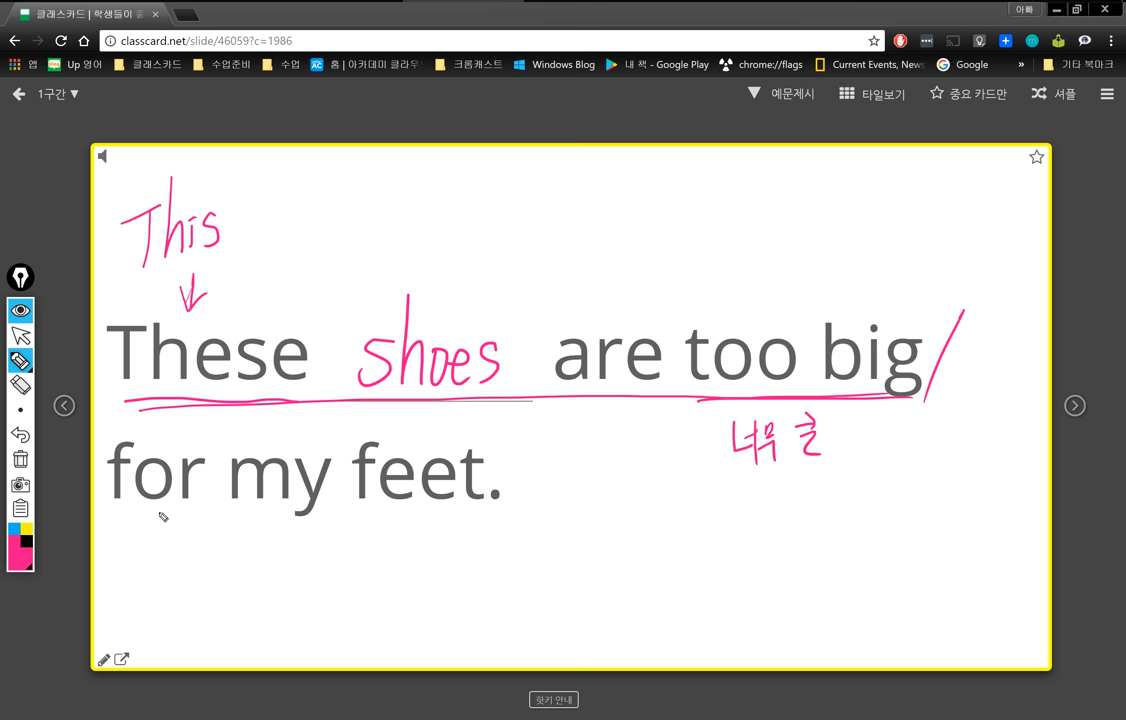 클래스카드 | 학생들이 좋
아빠
classcard.net/slide/46059?c=1986
앱 Up 영어 클래스카드 수업준비 수업 홈 | 아카데미 클라우 크롬캐스트 Windows Blog 내 책 - Google Play chrome://flags Current Events, News Google » 기타 북마크
1구간 ▼ 예문제시 타일보기 중요 카드만 셔플
This
These shoes are too big /
너무 큰
for my feet.
핫키 안내